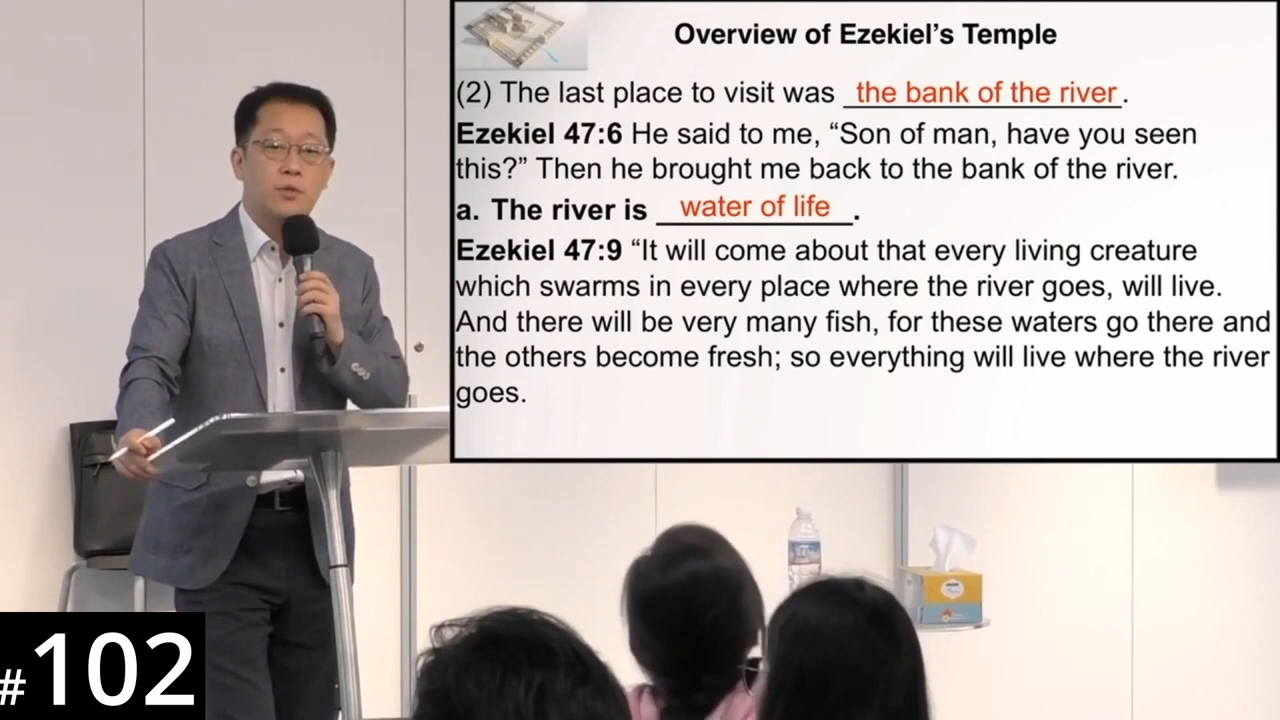 Overview of Ezekiel’s Temple
(2) The last place to visit was the bank of the river.
Ezekiel 47:6 He said to me, “Son of man, have you seen
this?” Then he brought me back to the bank of the river.
a. The river is water of life.
Ezekiel 47:9 “It will come about that every living creature
which swarms in every place where the river goes, will live.
And there will be very many fish, for these waters go there and
the others become fresh; so everything will live where the river
goes.
#102